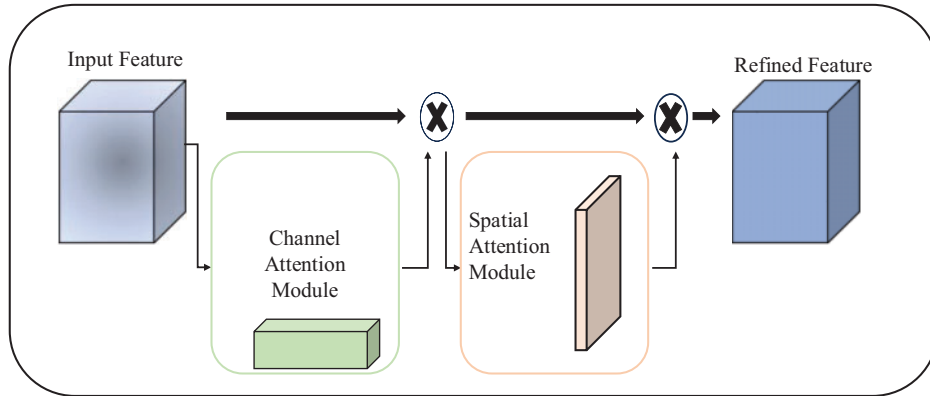 Input Feature
Refined Feature
Channel
Attention
Module
Spatial
Attention
Module